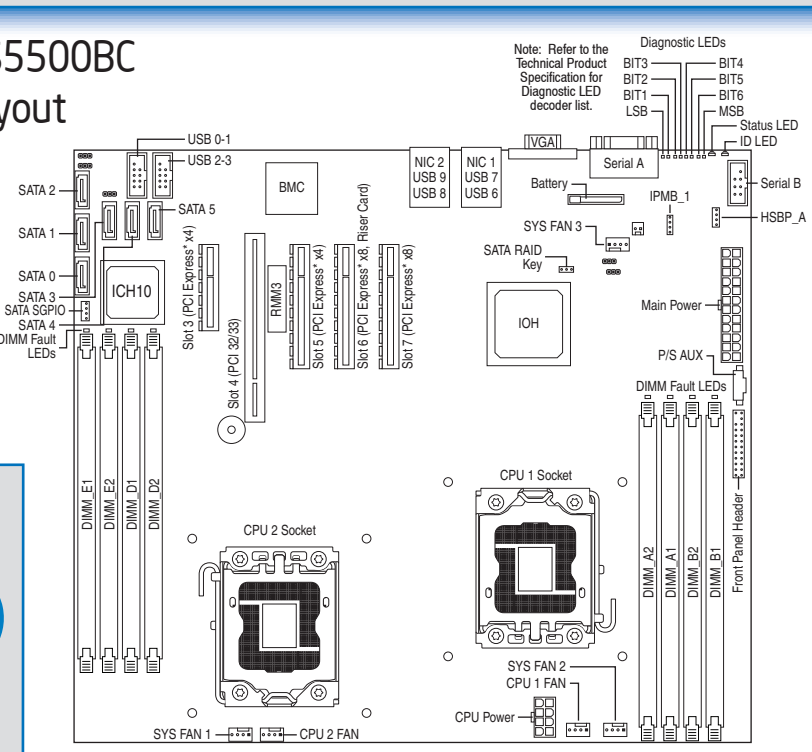 S5500BC
yout
Note: Refer to the
Technical Product
Specification for
Diagnostic LED
decoder list.
Diagnostic LEDs
BIT3
BIT2
BIT1
LSB
BIT4
BIT5
BIT6
MSB
Status LED
ID LED
USB 0-1
USB 2-3
SATA 2
SATA 1
SATA 0
SATA 5
SATA 3
SATA SGPIO
SATA 4
DIMM Fault
LEDs
ICH10
BMC
NIC 2
USB 9
USB 8
NIC 1
USB 7
USB 6
VGA
Serial A
Battery
IPMB_1
Serial B
HSBP_A
SYS FAN 3
SATA RAID
Key
Slot 3 (PCI Express* x4)
Slot 4 (PCI 32/33)
RMM3
Slot 5 (PCI Express* x4)
Slot 6 (PCI Express* x8, Riser Card)
Slot 7 (PCI Express* x8)
IOH
Main Power
P/S AUX
DIMM Fault LEDs
DIMM_E1
DIMM_E2
DIMM_D1
DIMM_D2
CPU 2 Socket
CPU 1 Socket
DIMM_A2
DIMM_A1
DIMM_B2
DIMM_B1
Front Panel Header
SYS FAN 2
CPU 1 FAN
CPU Power
SYS FAN 1
CPU 2 FAN